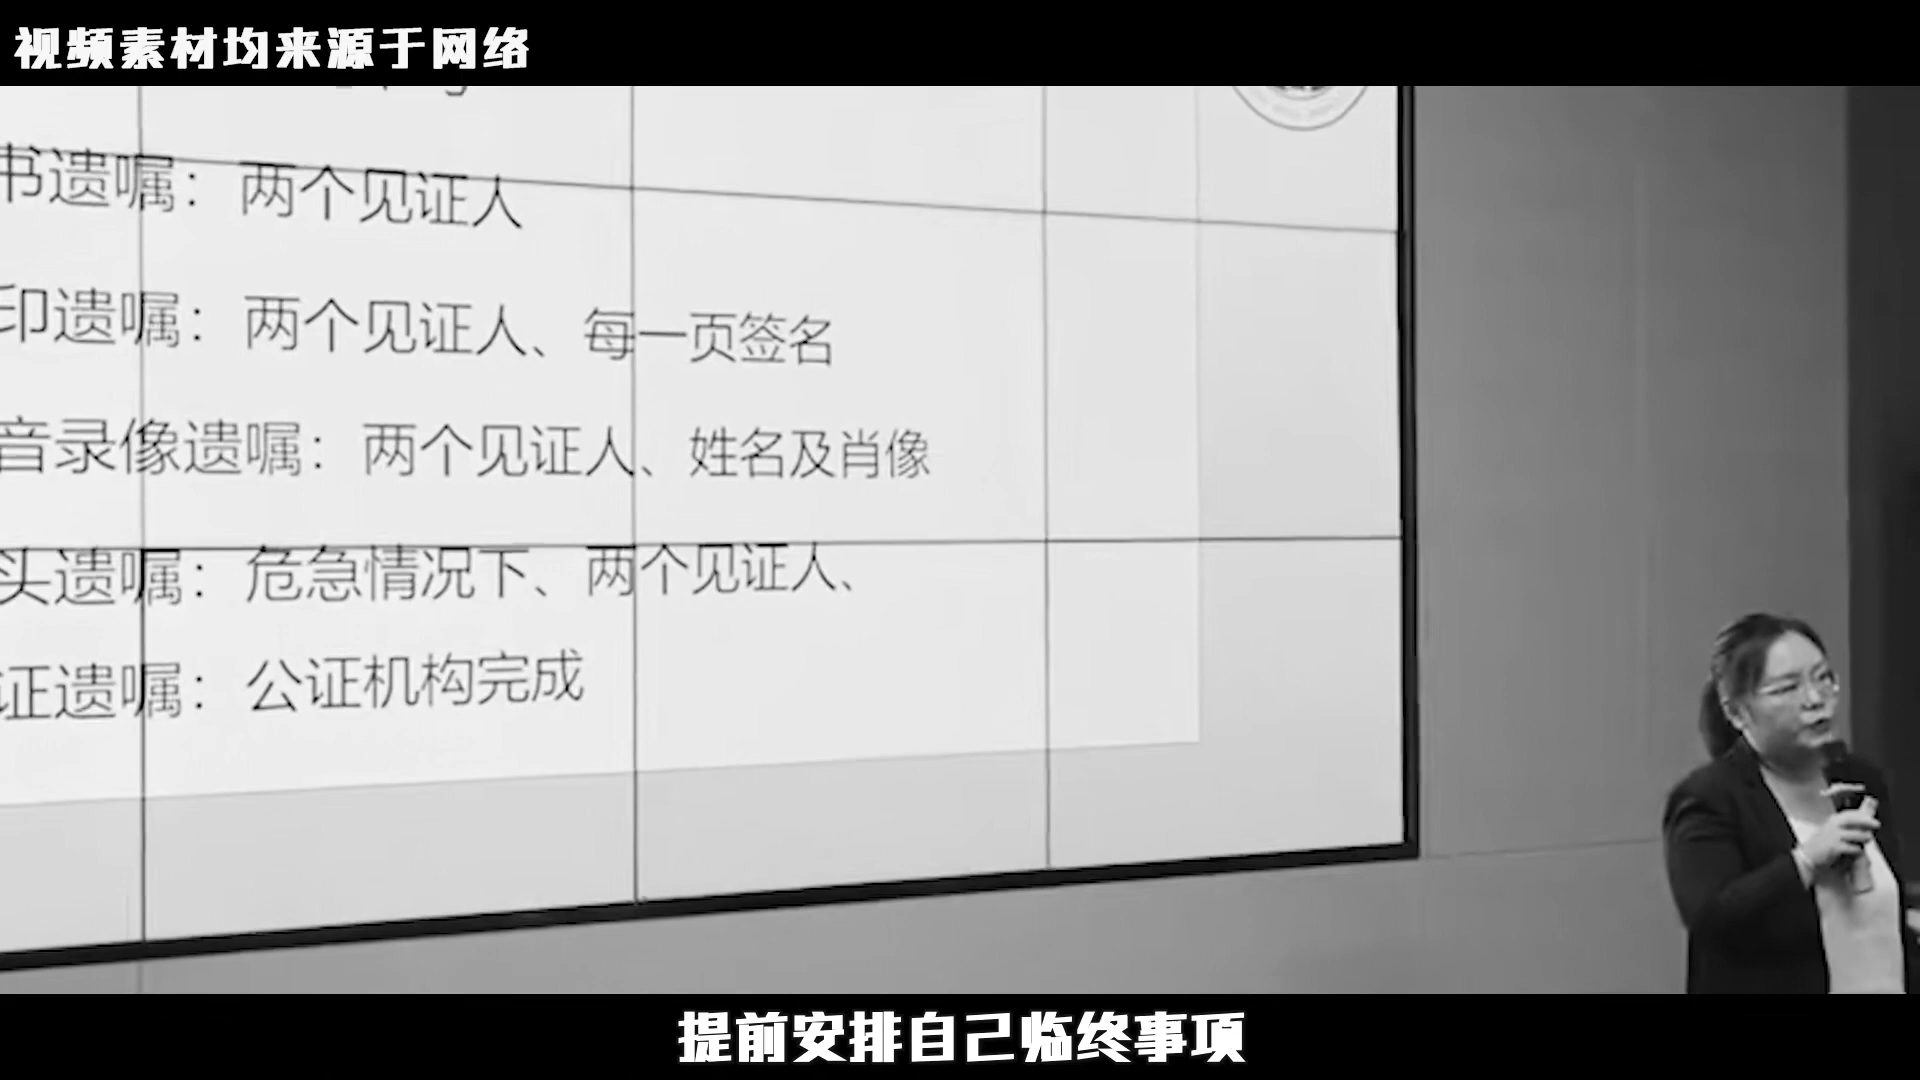 视频素材均来源于网络
书遗嘱：两个见证人
印遗嘱：两个见证人、每一页签名
音录像遗嘱：两个见证人、姓名及肖像
头遗嘱：危急情况下、两个见证人、
证遗嘱：公证机构完成
提前安排自己临终事项